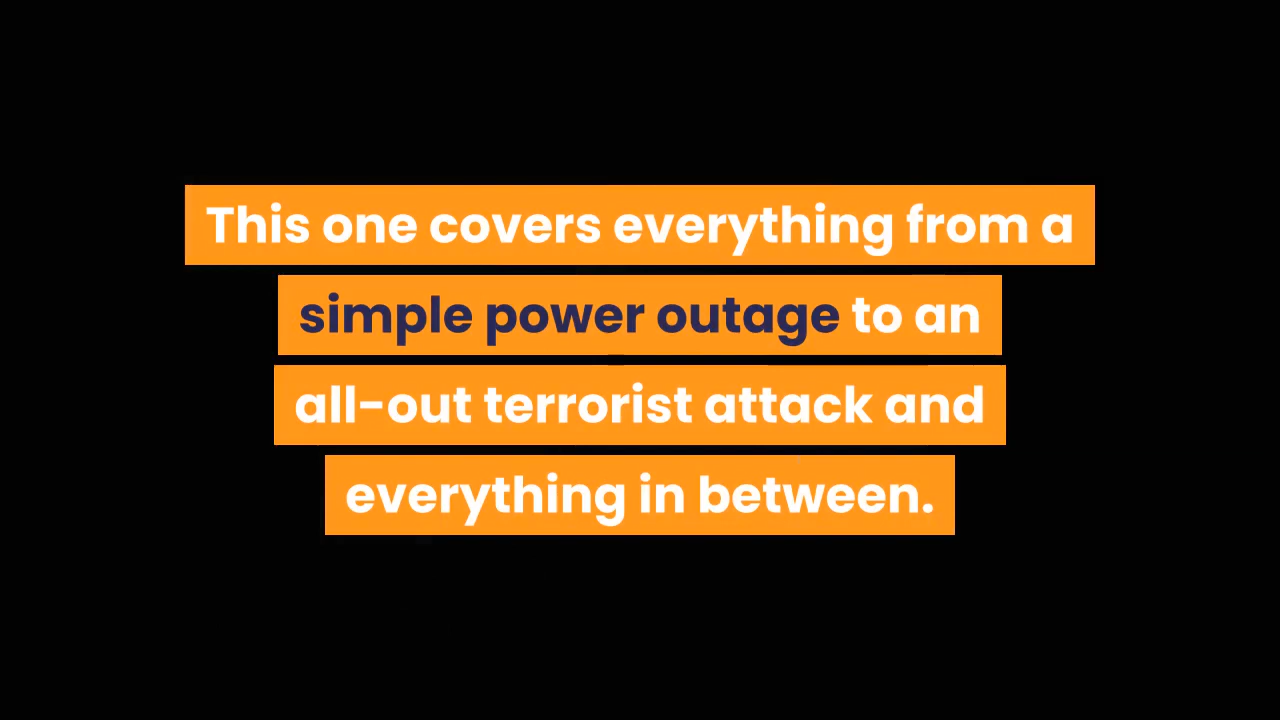 This one covers everything from a
simple power outage to an
all-out terrorist attack and
everything in between.